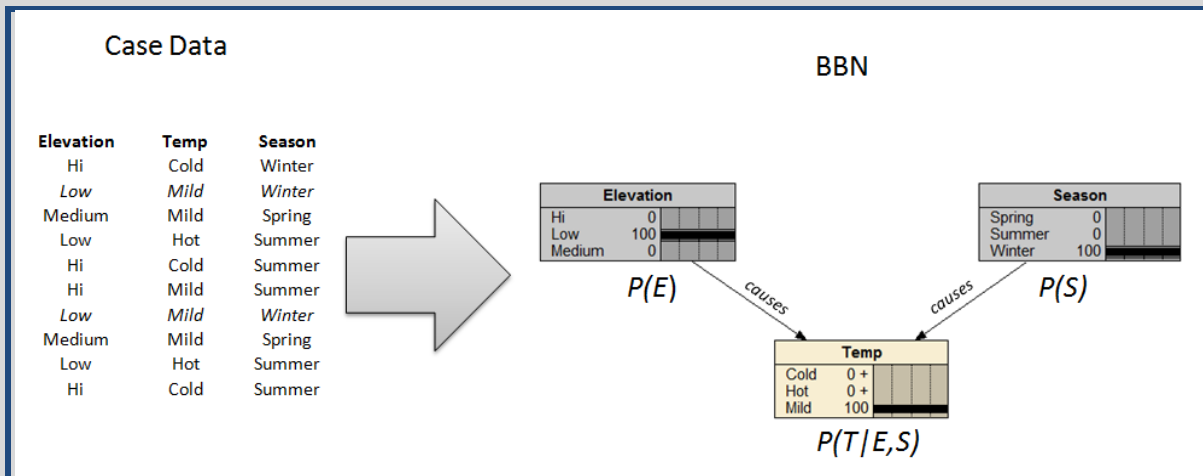 Case Data
BBN
Elevation Temp Season
Hi Cold Winter
Low Mild Winter
Medium Mild Spring
Low Hot Summer
Hi Cold Summer
Hi Mild Summer
Low Mild Winter
Medium Mild Spring
Low Hot Summer
Hi Cold Summer
Elevation
Hi 0
Low 100
Medium 0
P(E)
Season
Spring 0
Summer 0
Winter 100
P(S)
causes
causes
Temp
Cold 0 +
Hot 0 +
Mild 100
P(T|E,S)